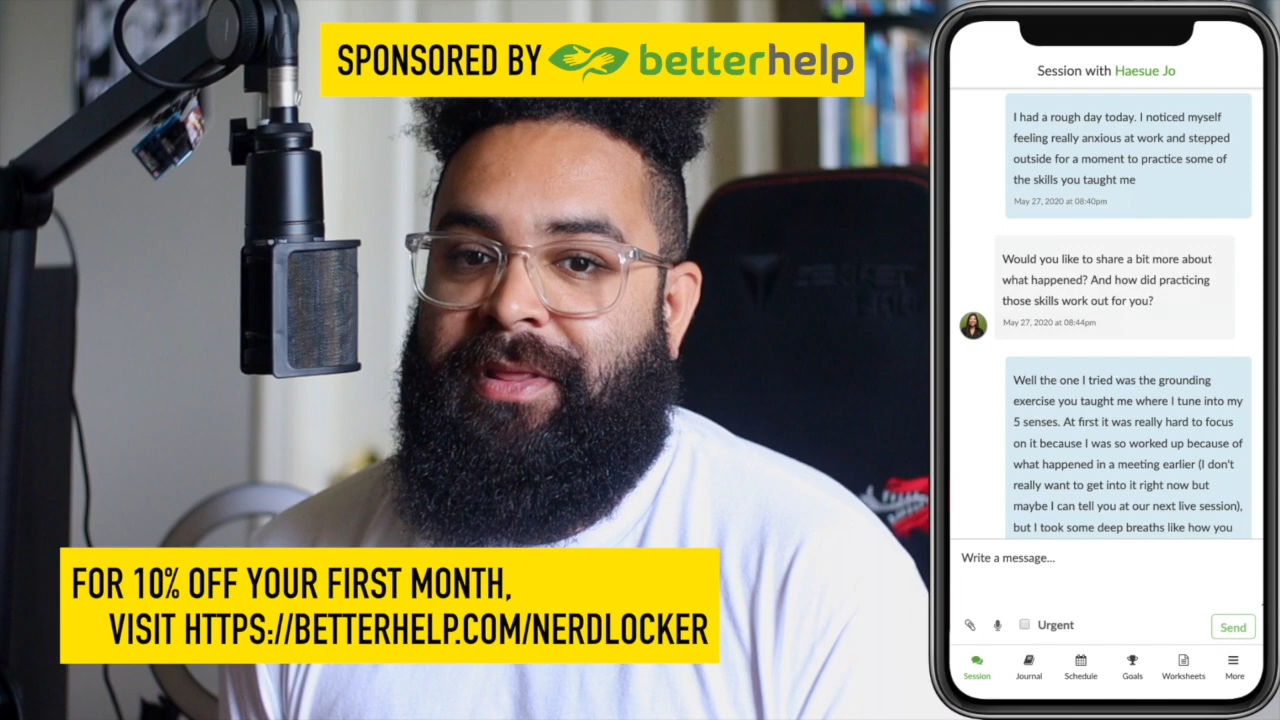 SPONSORED BY betterhelp
FOR 10% OFF YOUR FIRST MONTH,
VISIT HTTPS://BETTERHELP.COM/NERDLOCKER
Session with Haesue Jo
I had a rough day today. I noticed myself
feeling really anxious at work and stepped
outside for a moment to practice some of
the skills you taught me
May 27, 2020 at 08:40pm
Would you like to share a bit more about
what happened? And how did practicing
those skills work out for you?
May 27, 2020 at 08:44pm
Well the one I tried was the grounding
exercise you taught me where I tune into my
5 senses. At first it was really hard to focus
on it because I was so worked up because of
what happened in a meeting earlier (I don't
really want to get into it right now but
maybe I can tell you at our next live session),
but I took some deep breaths like how you
Write a message...
Urgent
Send
Session
Journal
Schedule
Goals
Worksheets
More